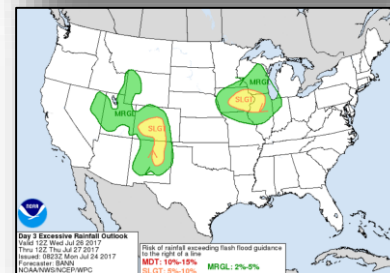 MRGL
SLGT
MRGL
SLGT
NOAA
Day 3 Excessive Rainfall Outlook
Valid 12Z Wed Jul 26 2017
Thru 12Z Thu Jul 27 2017
Issued: 0823Z Mon Jul 24 2017
Forecaster: BANN
NOAA/NWS/NCEP/WPC
Risk of rainfall exceeding flash flood guidance
to the right of a line
MDT: 10%-15%
SLGT: 5%-10%
MRGL: 2%-5%